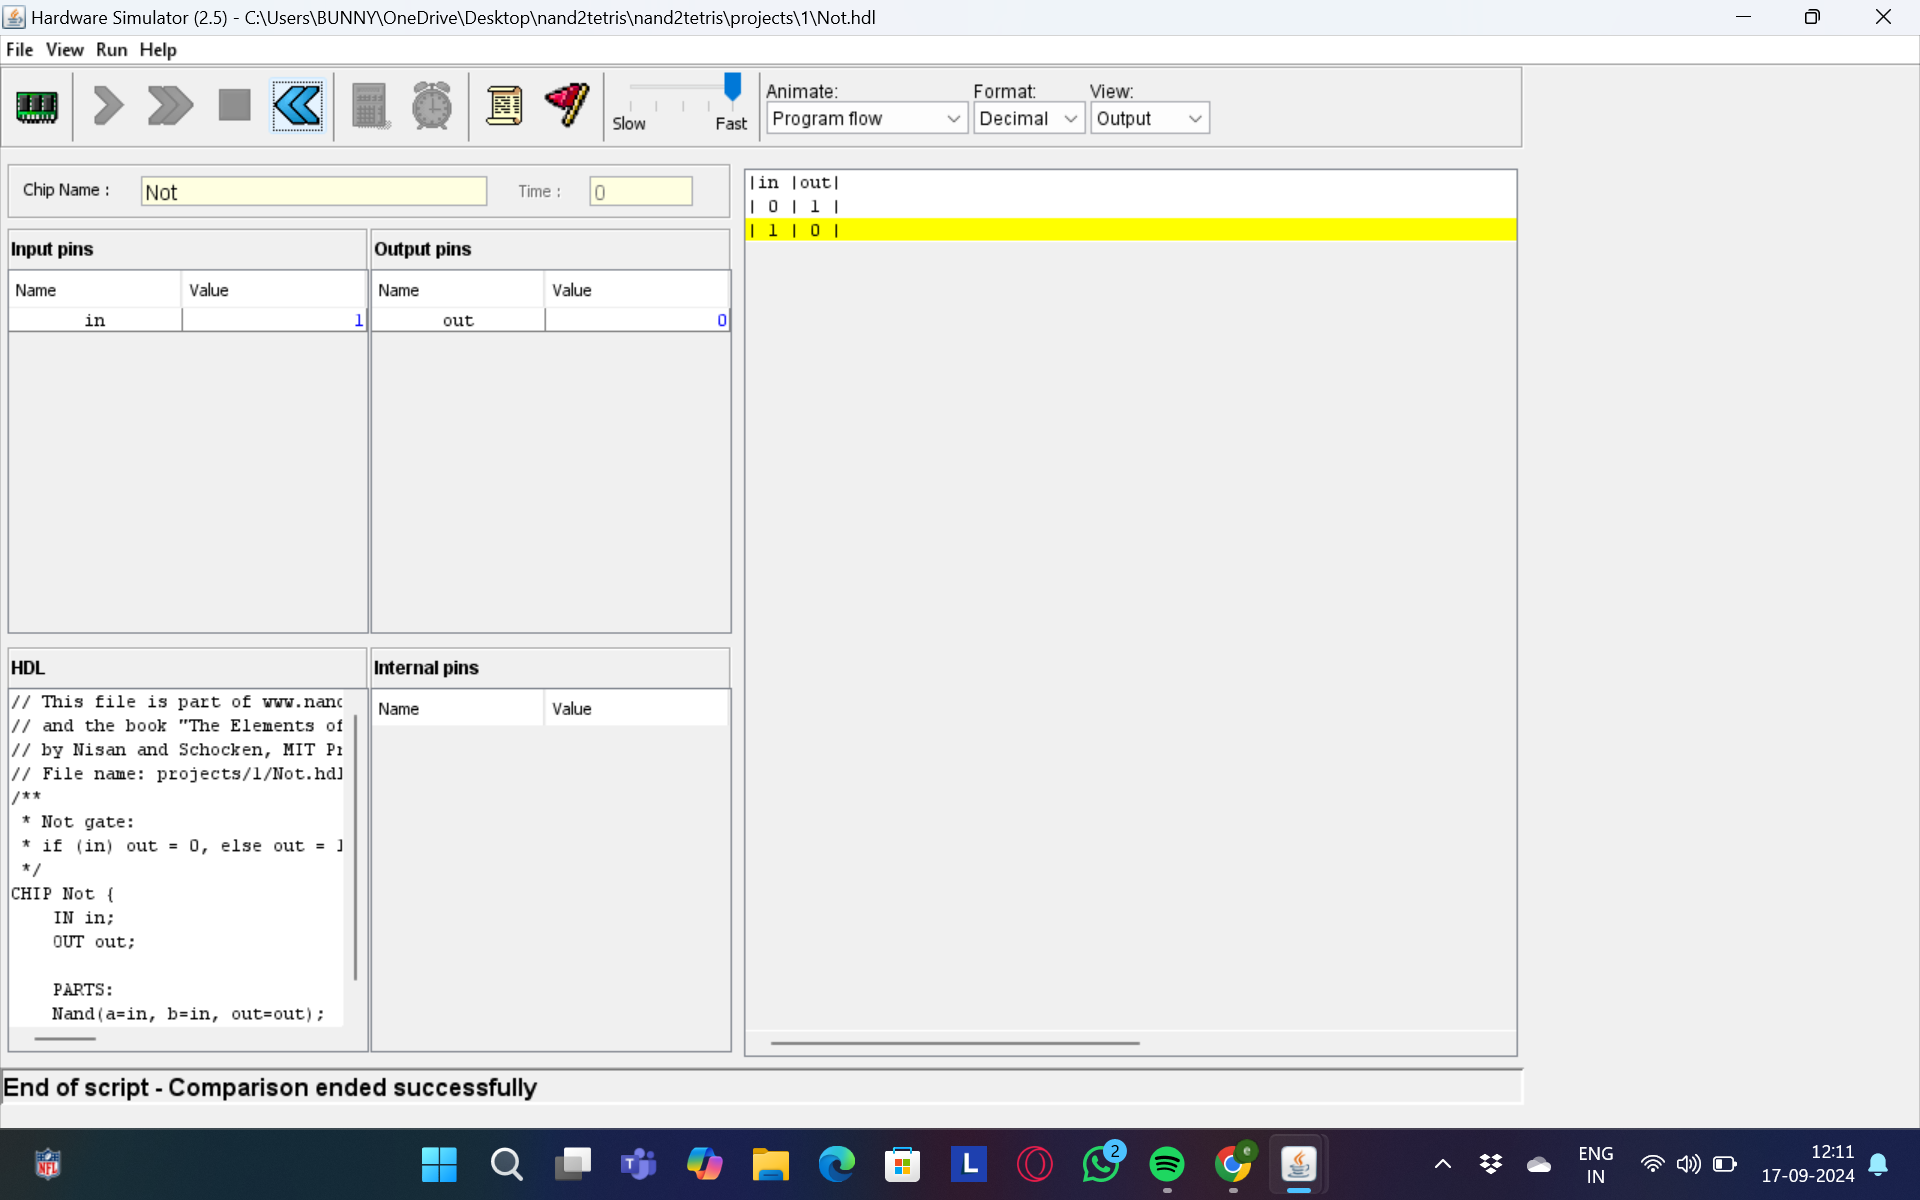 Hardware Simulator (2.5) - C:\Users\BUNNY\OneDrive\Desktop\nand2tetris\nand2tetris\projects\1\Not.hdl
File View Run Help
Slow Fast
Animate: Format: View:
Program flow Decimal Output
Chip Name : Not Time : 0
Input pins Output pins
Name Value Name Value
in 1 out 0
|in |out|
| 0 | 1 |
| 1 | 0 |
HDL Internal pins
Name Value
// This file is part of www.nand
// and the book "The Elements of
// by Nisan and Schocken, MIT Pr
// File name: projects/1/Not.hdl
/**
* Not gate:
* if (in) out = 0, else out = 1
*/
CHIP Not {
IN in;
OUT out;
PARTS:
Nand(a=in, b=in, out=out);
End of script - Comparison ended successfully
NFL
T
L
2
e
ENG
IN
12:11
17-09-2024